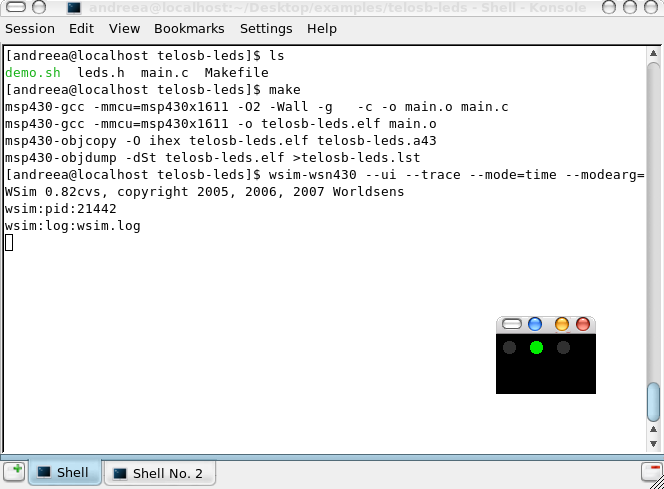 andreea@localhost:~/Desktop/examples/telosb-leds - Shell - Konsole
Session Edit View Bookmarks Settings Help
[andreea@localhost telosb-leds]$ ls
demo.sh  leds.h  main.c  Makefile
[andreea@localhost telosb-leds]$ make
msp430-gcc -mmcu=msp430x1611 -O2 -Wall -g   -c -o main.o main.c
msp430-gcc -mmcu=msp430x1611 -o telosb-leds.elf main.o
msp430-objcopy -O ihex telosb-leds.elf telosb-leds.a43
msp430-objdump -dSt telosb-leds.elf >telosb-leds.lst
[andreea@localhost telosb-leds]$ wsim-wsn430 --ui --trace --mode=time --modearg=
WSim 0.82cvs, copyright 2005, 2006, 2007 Worldsens
wsim:pid:21442
wsim:log:wsim.log
Shell Shell No. 2